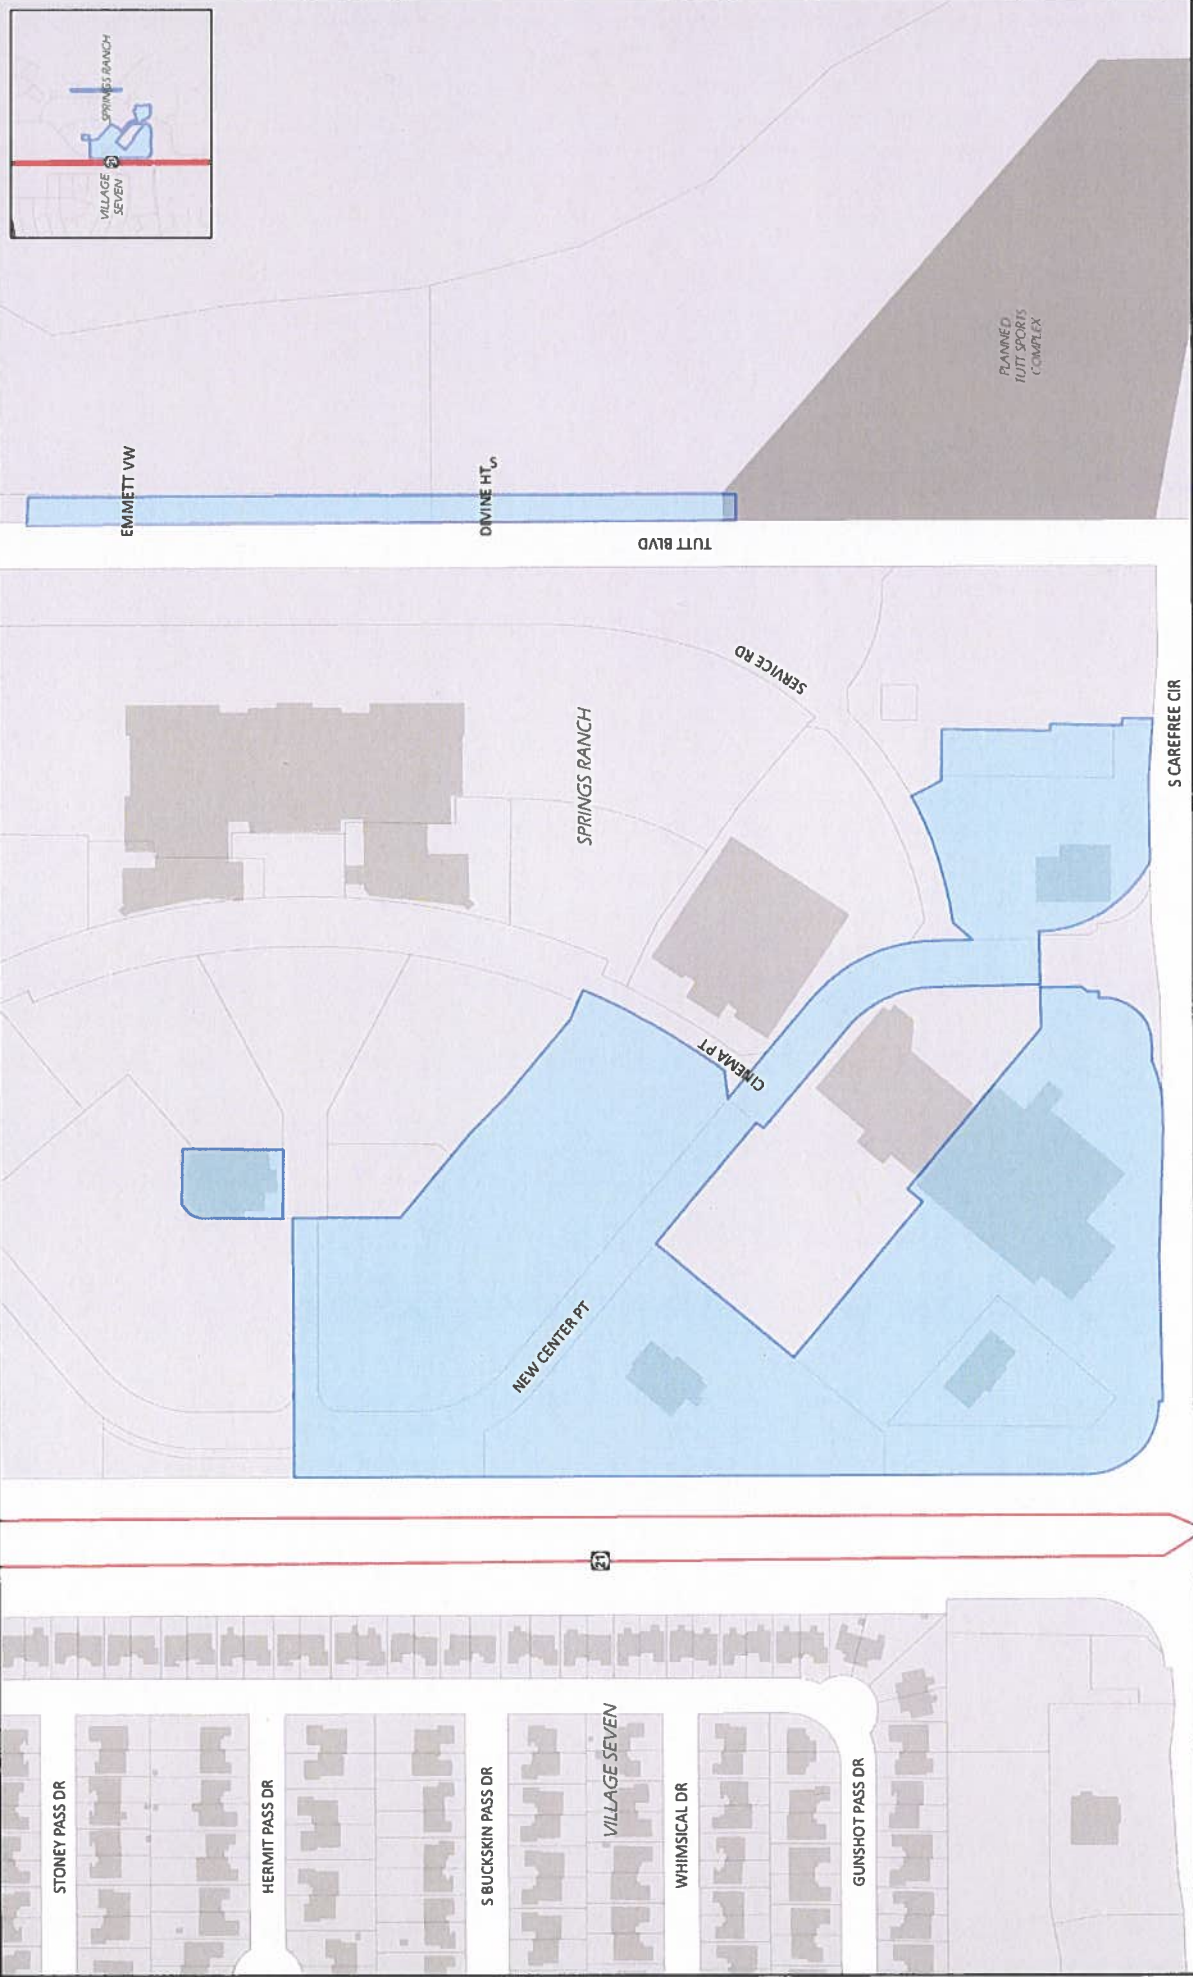 SPRINGS RANCH
VILLAGE
SEVEN
21
EMMETT VW
DIVINE HTS
TUTT BLVD
PLANNED
TUTT SPORTS
COMPLEX
SERVICE RD
SPRINGS RANCH
S CAREFREE CIR
CINEMA PT
NEW CENTER PT
21
STONEY PASS DR
HERMIT PASS DR
S BUCKSKIN PASS DR
VILLAGE SEVEN
WHIMSICAL DR
GUNSHOT PASS DR